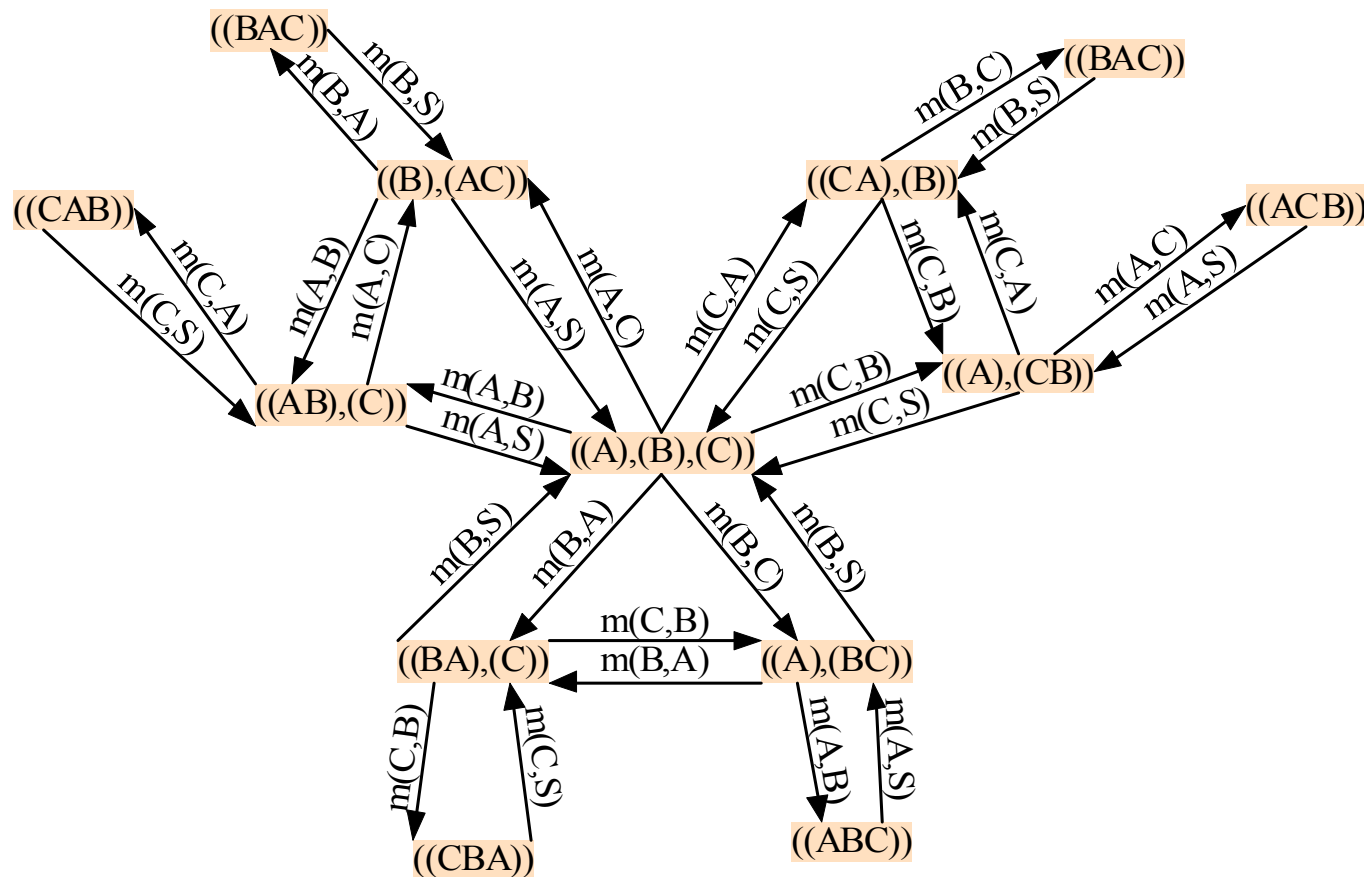 ((BAC))
m(B,S)
m(B,A)
((BAC))
m(B,C)
m(B,S)
((B),(AC))
((CA),(B))
((CAB))
((ACB))
m(C,A)
m(C,S)
m(A,B)
m(A,C)
m(A,S)
m(A,C)
m(C,A)
m(C,S)
m(C,B)
m(C,A)
m(A,C)
m(A,S)
((AB),(C))
((A),(CB))
m(A,B)
m(A,S)
m(C,B)
m(C,S)
((A),(B),(C))
m(B,S)
m(B,A)
m(B,C)
m(B,S)
((BA),(C))
m(C,B)
m(B,A)
((A),(BC))
m(C,B)
m(C,S)
m(A,B)
m(A,S)
((CBA))
((ABC))